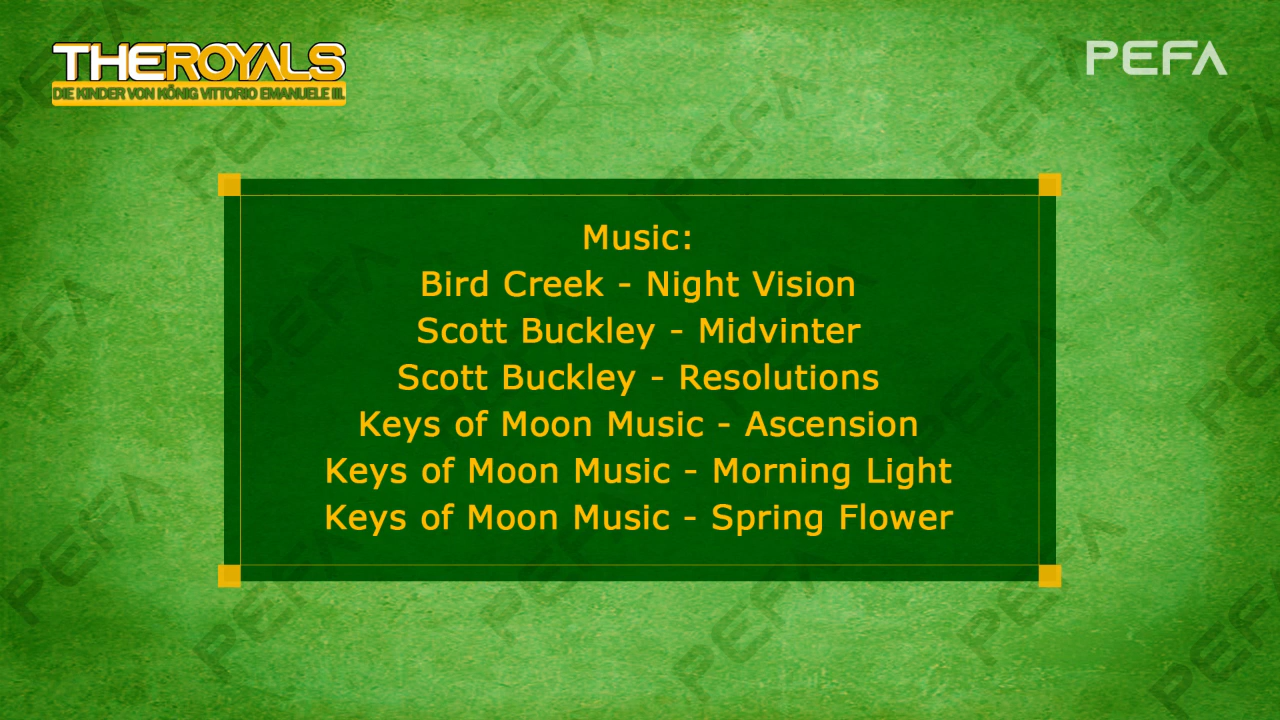 THEROYALS
DIE KINDER VON KÖNIG VITTORIO EMANUELE III.
PEFA
Music:
Bird Creek - Night Vision
Scott Buckley - Midvinter
Scott Buckley - Resolutions
Keys of Moon Music - Ascension
Keys of Moon Music - Morning Light
Keys of Moon Music - Spring Flower